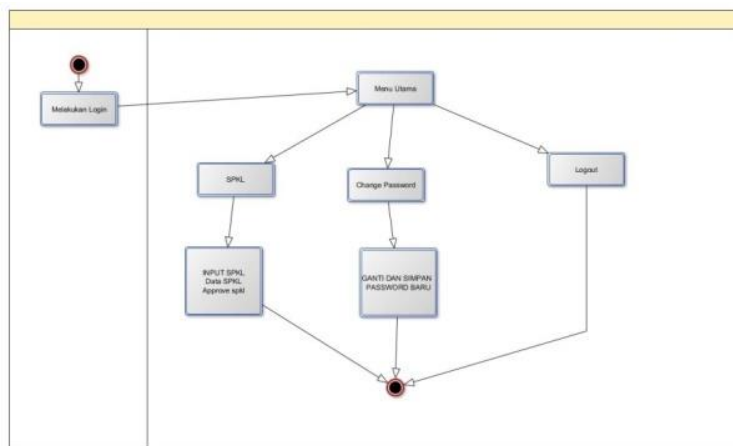 Menu Utama
Melakukan Login
SPKL
Change Password
Logout
INPUT SPKL
Data SPKL
Approve spkl
GANTI DAN SIMPAN
PASSWORD BARU